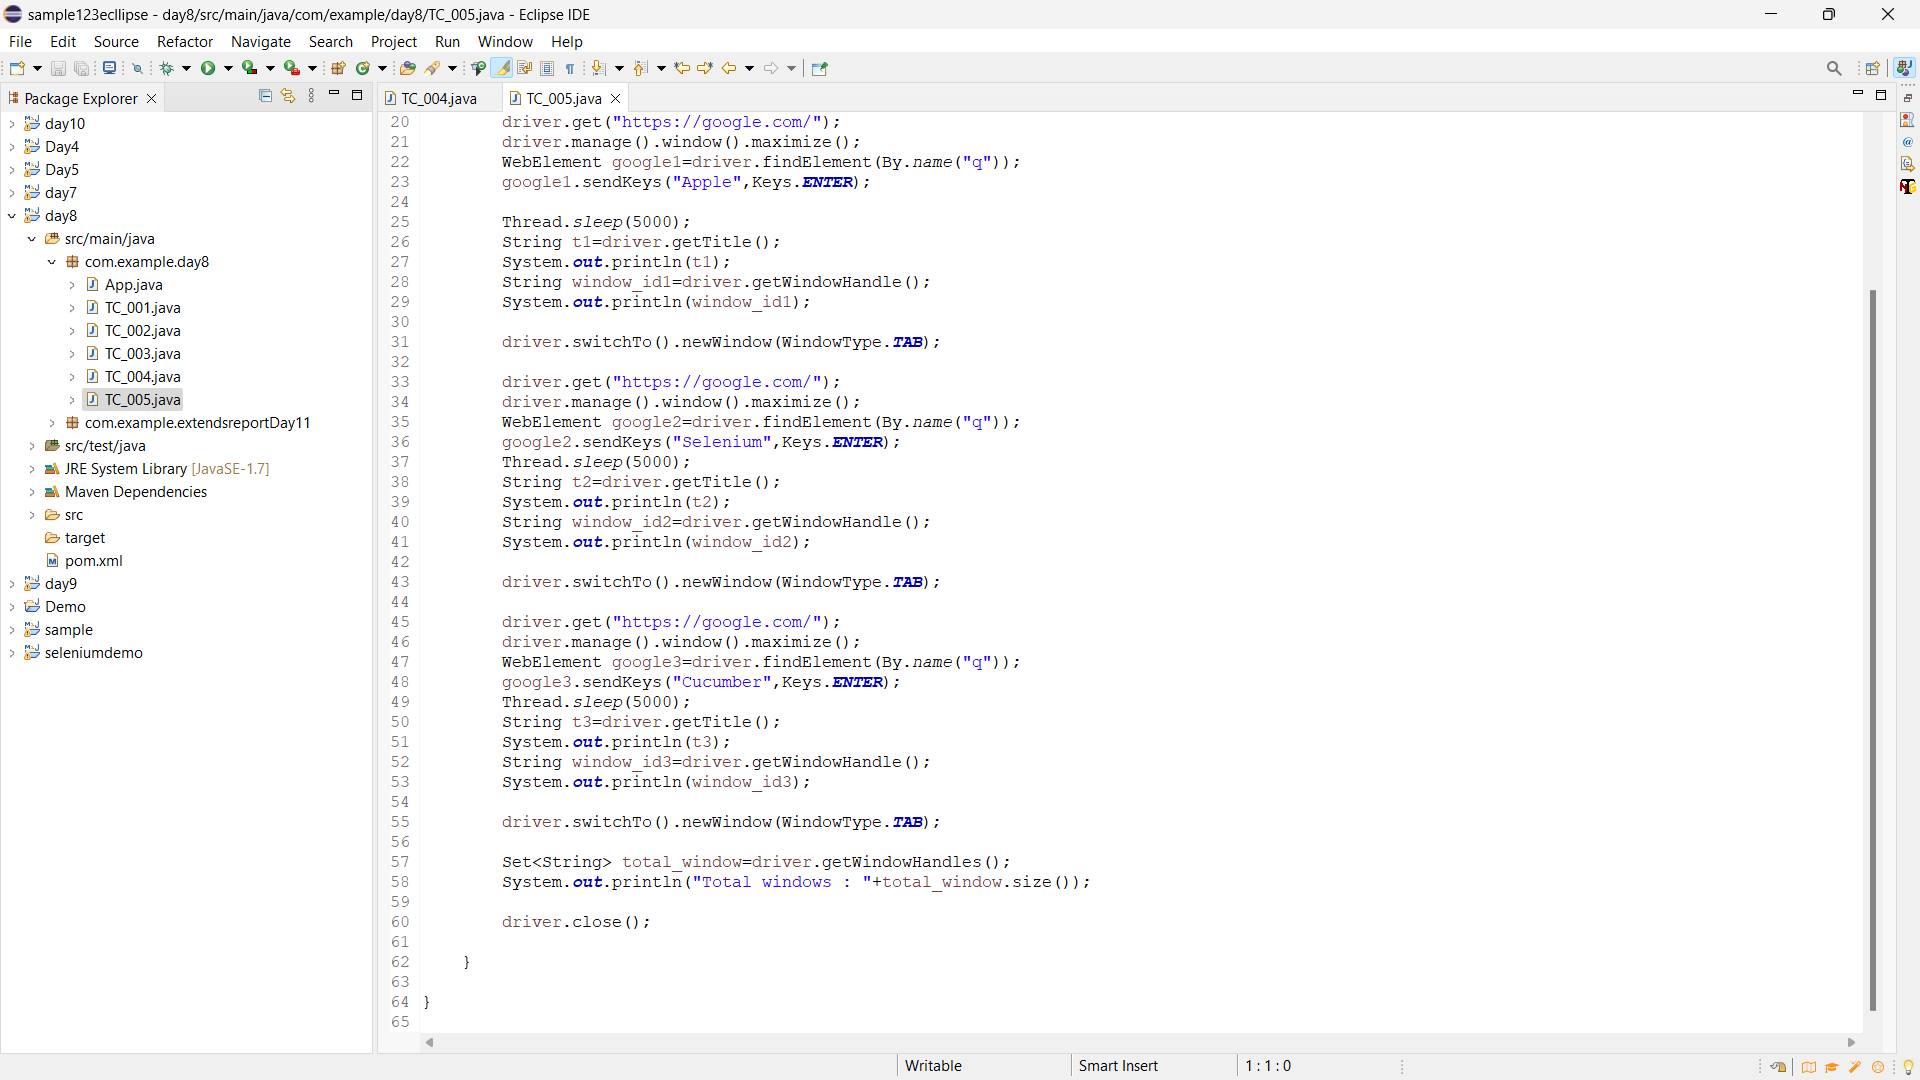 sample123ecllipse - day8/src/main/java/com/example/day8/TC_005.java - Eclipse IDE
File Edit Source Refactor Navigate Search Project Run Window Help
Package Explorer
day10
Day4
Day5
day7
day8
src/main/java
com.example.day8
App.java
TC_001.java
TC_002.java
TC_003.java
TC_004.java
TC_005.java
com.example.extendsreportDay11
src/test/java
JRE System Library [JavaSE-1.7]
Maven Dependencies
src
target
pom.xml
day9
Demo
sample
seleniumdemo
TC_004.java TC_005.java
20 driver.get("https://google.com/");
21 driver.manage().window().maximize();
22 WebElement google1=driver.findElement(By.name("q"));
23 google1.sendKeys("Apple",Keys.ENTER);
24
25 Thread.sleep(5000);
26 String t1=driver.getTitle();
27 System.out.println(t1);
28 String window_id1=driver.getWindowHandle();
29 System.out.println(window_id1);
30
31 driver.switchTo().newWindow(WindowType.TAB);
32
33 driver.get("https://google.com/");
34 driver.manage().window().maximize();
35 WebElement google2=driver.findElement(By.name("q"));
36 google2.sendKeys("Selenium",Keys.ENTER);
37 Thread.sleep(5000);
38 String t2=driver.getTitle();
39 System.out.println(t2);
40 String window_id2=driver.getWindowHandle();
41 System.out.println(window_id2);
42
43 driver.switchTo().newWindow(WindowType.TAB);
44
45 driver.get("https://google.com/");
46 driver.manage().window().maximize();
47 WebElement google3=driver.findElement(By.name("q"));
48 google3.sendKeys("Cucumber",Keys.ENTER);
49 Thread.sleep(5000);
50 String t3=driver.getTitle();
51 System.out.println(t3);
52 String window_id3=driver.getWindowHandle();
53 System.out.println(window_id3);
54
55 driver.switchTo().newWindow(WindowType.TAB);
56
57 Set<String> total_window=driver.getWindowHandles();
58 System.out.println("Total windows : "+total_window.size());
59
60 driver.close();
61
62 }
63
64 }
65
Writable Smart Insert 1 : 1 : 0